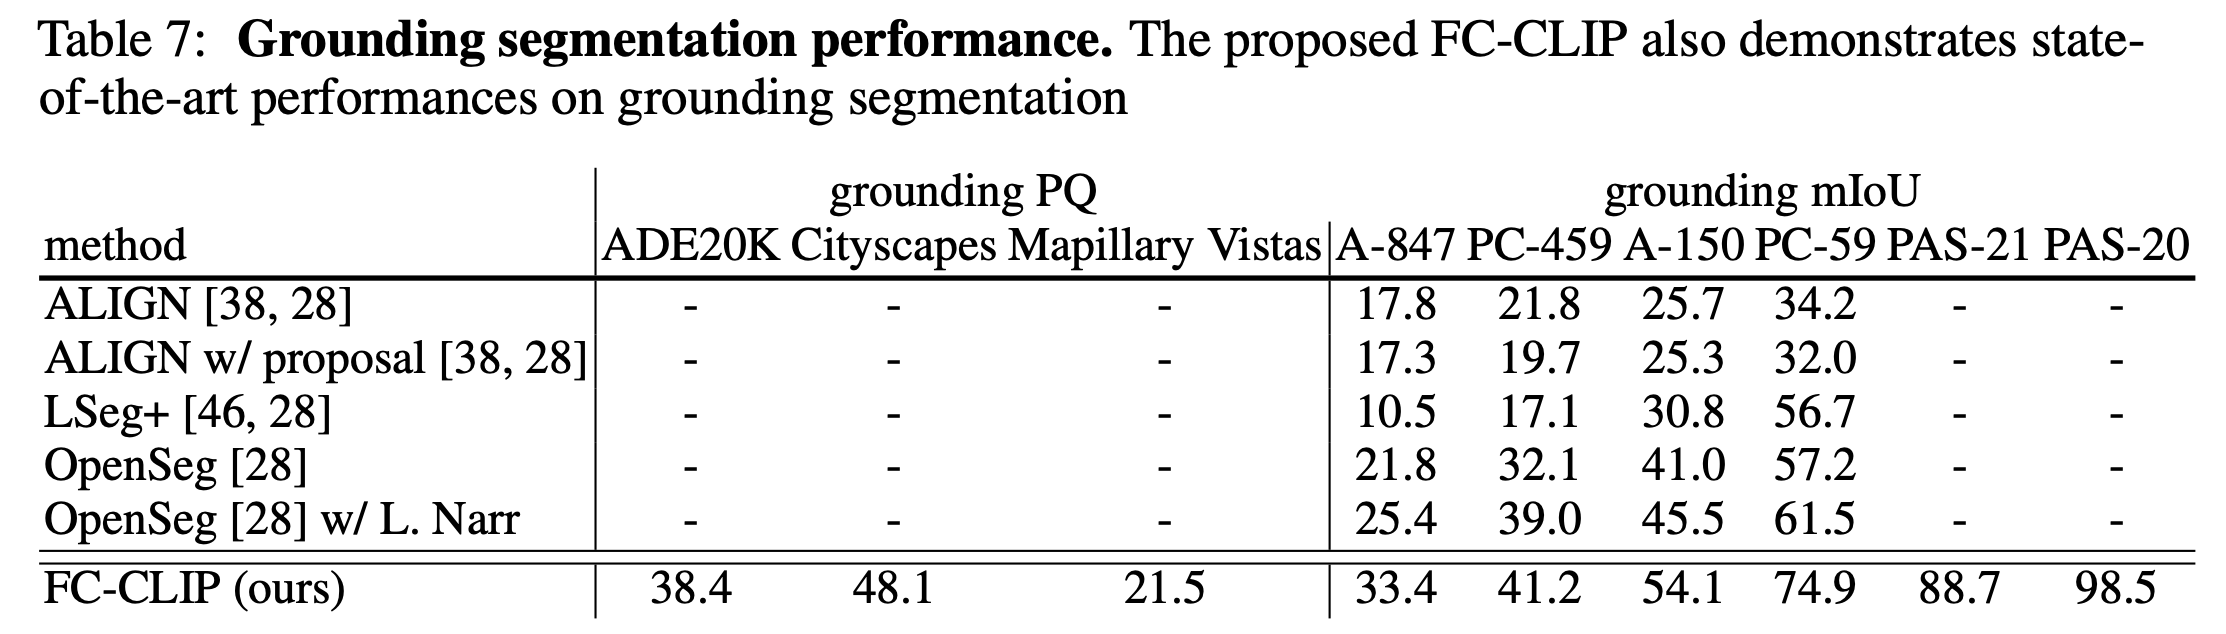 Table 7: Grounding segmentation performance. The proposed FC-CLIP also demonstrates state-
of-the-art performances on grounding segmentation
grounding PQ grounding mIoU
method ADE20K Cityscapes Mapillary Vistas A-847 PC-459 A-150 PC-59 PAS-21 PAS-20
ALIGN [38, 28] - - - 17.8 21.8 25.7 34.2 - -
ALIGN w/ proposal [38, 28] - - - 17.3 19.7 25.3 32.0 - -
LSeg+ [46, 28] - - - 10.5 17.1 30.8 56.7 - -
OpenSeg [28] - - - 21.8 32.1 41.0 57.2 - -
OpenSeg [28] w/ L. Narr - - - 25.4 39.0 45.5 61.5 - -
FC-CLIP (ours) 38.4 48.1 21.5 33.4 41.2 54.1 74.9 88.7 98.5